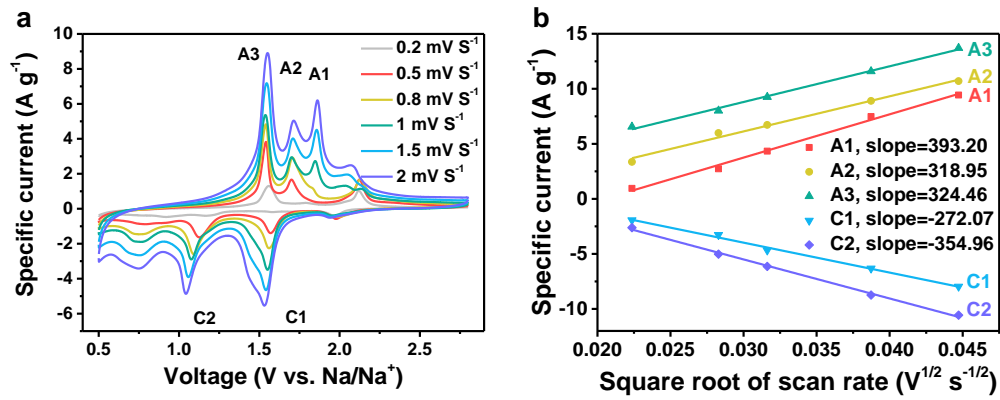 a
Specific current (A g-1)
10
8
6
4
2
0
-2
-4
-6
0.5
1.0
1.5
2.0
2.5
Voltage (V vs. Na/Na+)
A3
A2
A1
C2
C1
0.2 mV S-1
0.5 mV S-1
0.8 mV S-1
1 mV S-1
1.5 mV S-1
2 mV S-1
b
Specific current (A g-1)
15
10
5
0
-5
-10
0.020
0.025
0.030
0.035
0.040
0.045
Square root of scan rate (V1/2 s-1/2)
A3
A2
A1
A1, slope=393.20
A2, slope=318.95
A3, slope=324.46
C1, slope=-272.07
C2, slope=-354.96
C1
C2